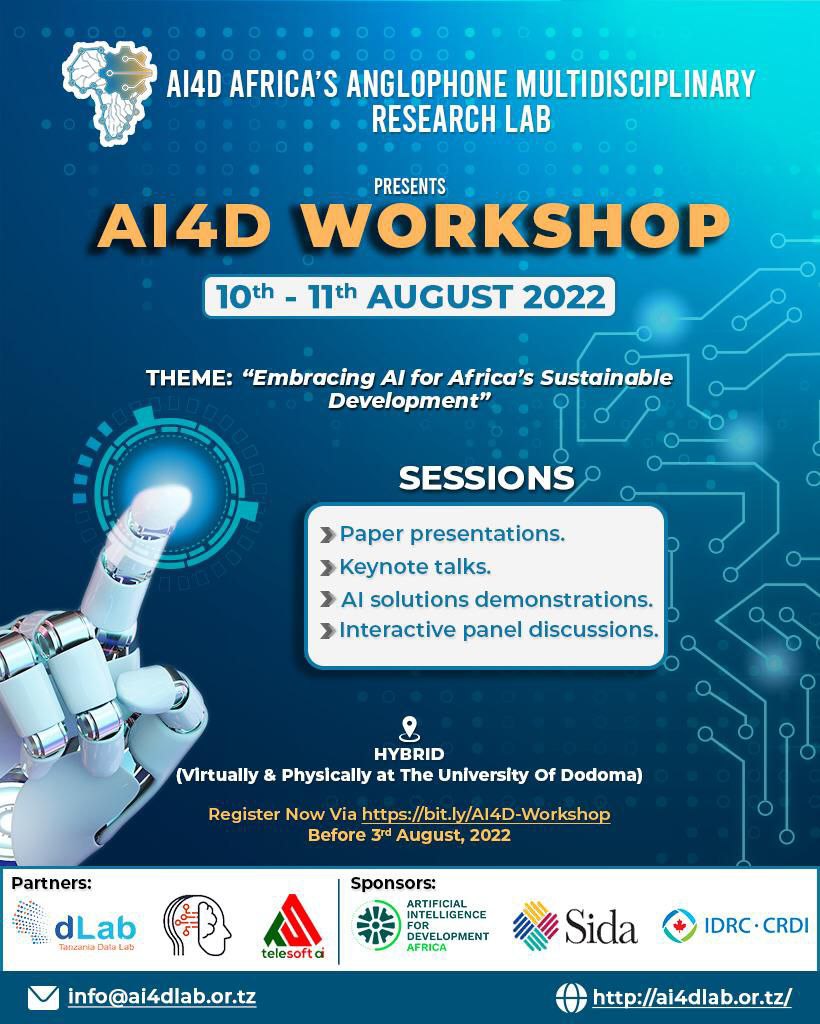 AI4D AFRICA'S ANGLOPHONE MULTIDISCIPLINARY
RESEARCH LAB
PRESENTS
AI4D WORKSHOP
10th - 11th AUGUST 2022
THEME: “Embracing AI for Africa's Sustainable
Development”
SESSIONS
Paper presentations.
Keynote talks.
AI solutions demonstrations.
Interactive panel discussions.
HYBRID
(Virtually & Physically at The University Of Dodoma)
Register Now Via https://bit.ly/AI4D-Workshop
Before 3rd August, 2022
Partners:
dLab
Tanzania Data Lab
telesoft ai
Sponsors:
ARTIFICIAL
INTELLIGENCE
FOR
DEVELOPMENT
AFRICA
Sida
IDRC · CRDI
info@ai4dlab.or.tz
http://ai4dlab.or.tz/